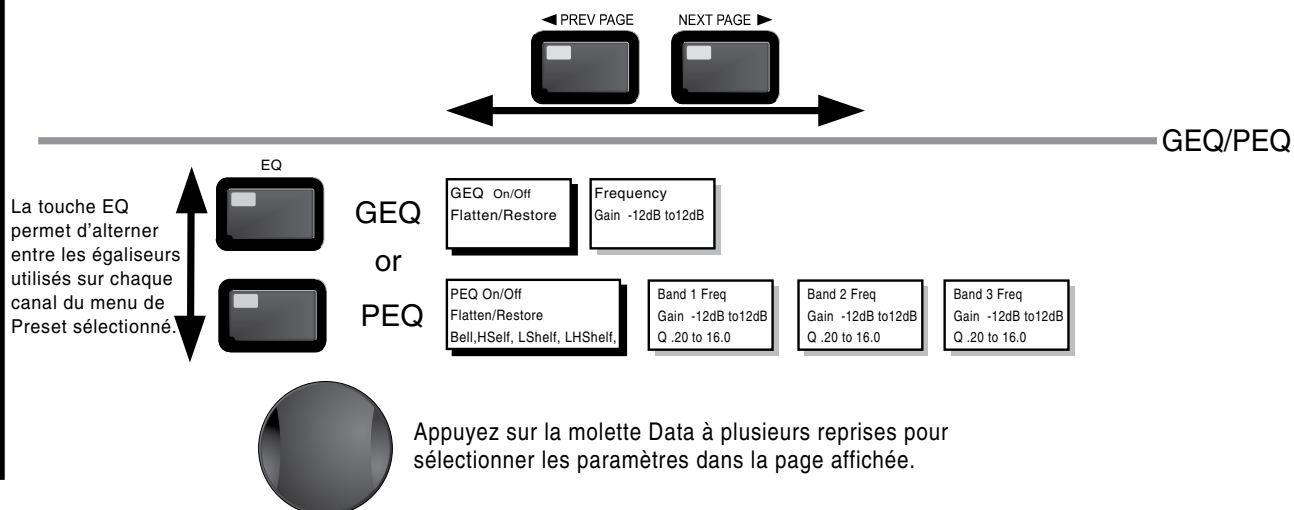 ◄ PREV PAGE NEXT PAGE ►
GEQ/PEQ
EQ
La touche EQ
permet d'alterner
entre les égaliseurs
utilisés sur chaque
canal du menu de
Preset sélectionné.
GEQ
or
PEQ
GEQ On/Off
Flatten/Restore
Frequency
Gain -12dB to12dB
PEQ On/Off
Flatten/Restore
Bell,HSelf, LShelf, LHShelf,
Band 1 Freq
Gain -12dB to12dB
Q .20 to 16.0
Band 2 Freq
Gain -12dB to12dB
Q .20 to 16.0
Band 3 Freq
Gain -12dB to12dB
Q .20 to 16.0
Appuyez sur la molette Data à plusieurs reprises pour
sélectionner les paramètres dans la page affichée.